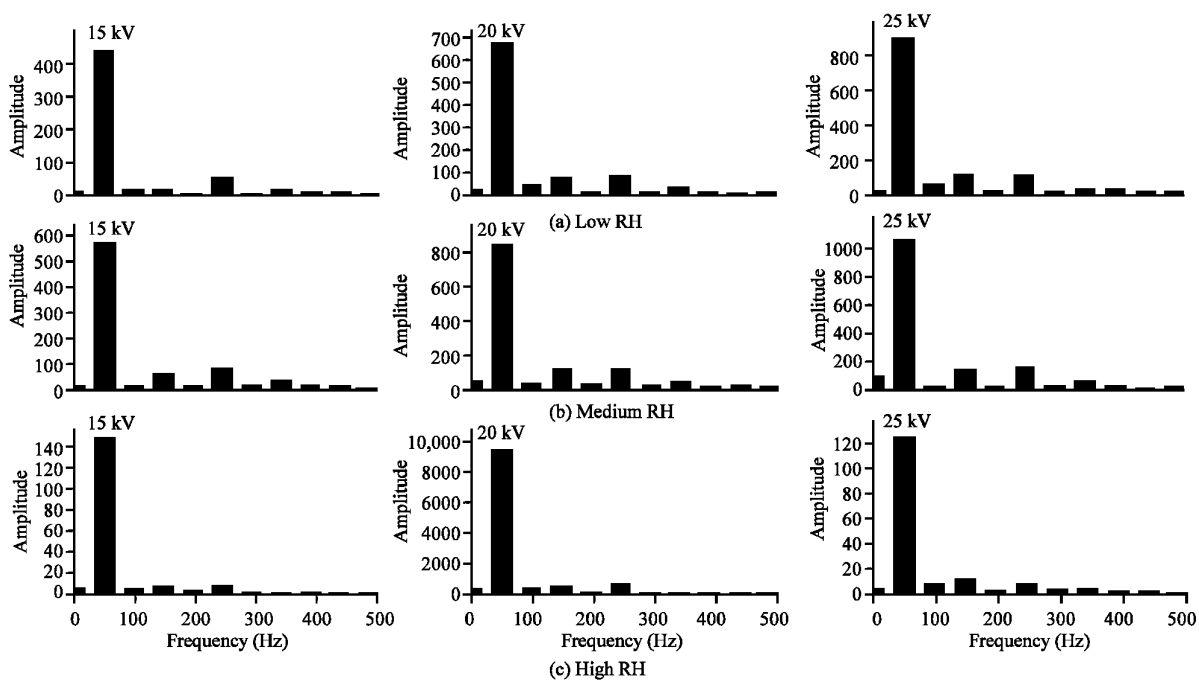 15 kV
Amplitude
400
300
200
100
0
20 kV
Amplitude
700
600
500
400
300
200
100
0
25 kV
Amplitude
800
600
400
200
0
(a) Low RH
15 kV
Amplitude
600
500
400
300
200
100
0
20 kV
Amplitude
800
600
400
200
0
25 kV
Amplitude
1000
800
600
400
200
0
(b) Medium RH
15 kV
Amplitude
140
120
100
80
60
40
20
0
0 100 200 300 400 500
Frequency (Hz)
20 kV
Amplitude
10,000
8000
6000
4000
2000
0
0 100 200 300 400 500
Frequency (Hz)
25 kV
Amplitude
120
100
80
60
40
20
0
0 100 200 300 400 500
Frequency (Hz)
(c) High RH